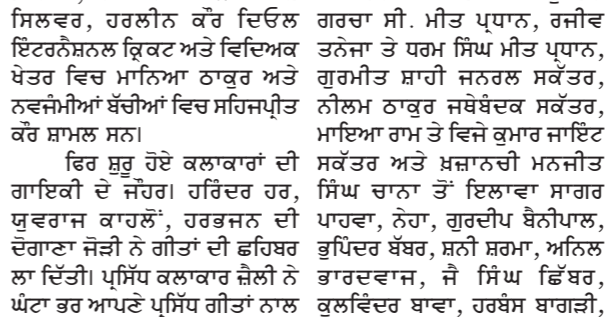 ਸਿਲਵਰ, ਹਰਲੀਨ ਕੌਰ ਦਿਓਲ
ਇੰਟਰਨੈਸ਼ਨਲ ਕ੍ਰਿਕਟ ਅਤੇ ਵਿਦਿਅਕ
ਖੇਤਰ ਵਿਚ ਮਾਨਿਆ ਠਾਕੁਰ ਅਤੇ
ਨਵਜੰਮੀਆਂ ਬੱਚੀਆਂ ਵਿਚ ਸਹਿਜਪ੍ਰੀਤ
ਕੌਰ ਸ਼ਾਮਲ ਸਨ।
ਫਿਰ ਸ਼ੁਰੂ ਹੋਏ ਕਲਾਕਾਰਾਂ ਦੀ
ਗਾਇਕੀ ਦੇ ਜੌਹਰ। ਹਰਿੰਦਰ ਹਰ,
ਯੁਵਰਾਜ ਕਾਹਲੋਂ, ਹਰਭਜਨ ਦੀ
ਦੋਗਾਣਾ ਜੋੜੀ ਨੇ ਗੀਤਾਂ ਦੀ ਛਹਿਬਰ
ਲਾ ਦਿੱਤੀ। ਪ੍ਰਸਿੱਧ ਕਲਾਕਾਰ ਜ਼ੈਲੀ ਨੇ
ਘੰਟਾ ਭਰ ਆਪਣੇ ਪ੍ਰਸਿੱਧ ਗੀਤਾਂ ਨਾਲ
ਗਰਚਾ ਸੀ. ਮੀਤ ਪ੍ਰਧਾਨ, ਰਜੀਵ
ਤਨੇਜਾ ਤੇ ਧਰਮ ਸਿੰਘ ਮੀਤ ਪ੍ਰਧਾਨ,
ਗੁਰਮੀਤ ਸ਼ਾਹੀ ਜਨਰਲ ਸਕੱਤਰ,
ਨੀਲਮ ਠਾਕੁਰ ਜਥੇਬੰਦਕ ਸਕੱਤਰ,
ਮਾਇਆ ਰਾਮ ਤੇ ਵਿਜੇ ਕੁਮਾਰ ਜਾਇੰਟ
ਸਕੱਤਰ ਅਤੇ ਖ਼ਜ਼ਾਨਚੀ ਮਨਜੀਤ
ਸਿੰਘ ਚਾਨਾ ਤੋਂ ਇਲਾਵਾ ਸਾਗਰ
ਪਾਹਵਾ, ਨੇਹਾ, ਗੁਰਦੀਪ ਬੈਨੀਪਾਲ,
ਭੁਪਿੰਦਰ ਬੱਬਰ, ਸ਼ਨੀ ਸ਼ਰਮਾ, ਅਨਿਲ
ਭਾਰਦਵਾਜ, ਜੈ ਸਿੰਘ ਛਿੱਬਰ,
ਕੁਲਵਿੰਦਰ ਬਾਵਾ, ਹਰਬੰਸ ਬਾਗੜੀ,